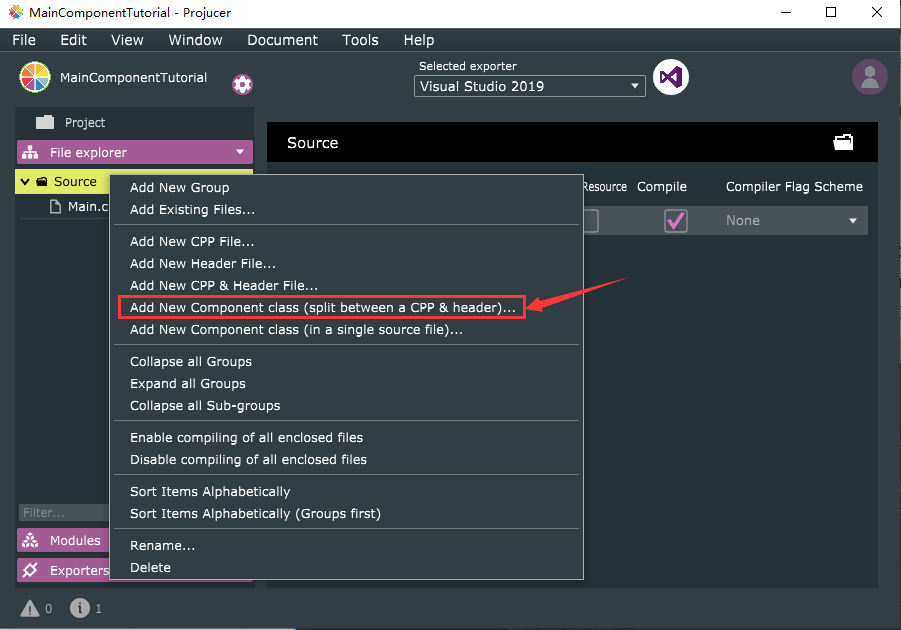 MainComponentTutorial - Projucer
File Edit View Window Document Tools Help
MainComponentTutorial
Selected exporter
Visual Studio 2019
Project
File explorer
Source
Main.c
Source
Resource Compile Compiler Flag Scheme
None
Add New Group
Add Existing Files...
Add New CPP File...
Add New Header File...
Add New CPP & Header File...
Add New Component class (split between a CPP & header)...
Add New Component class (in a single source file)...
Collapse all Groups
Expand all Groups
Collapse all Sub-groups
Enable compiling of all enclosed files
Disable compiling of all enclosed files
Sort Items Alphabetically
Sort Items Alphabetically (Groups first)
Rename...
Delete
Filter...
Modules
Exporters
0 1